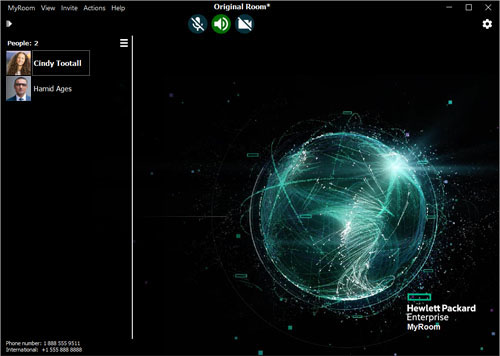 MyRoom View Invite Actions Help
Original Room*
People: 2
Cindy Tootall
Hamid Ages
Hewlett Packard
Enterprise
MyRoom
Phone number: 1 888 555 9511
International: +1 555 888 8888